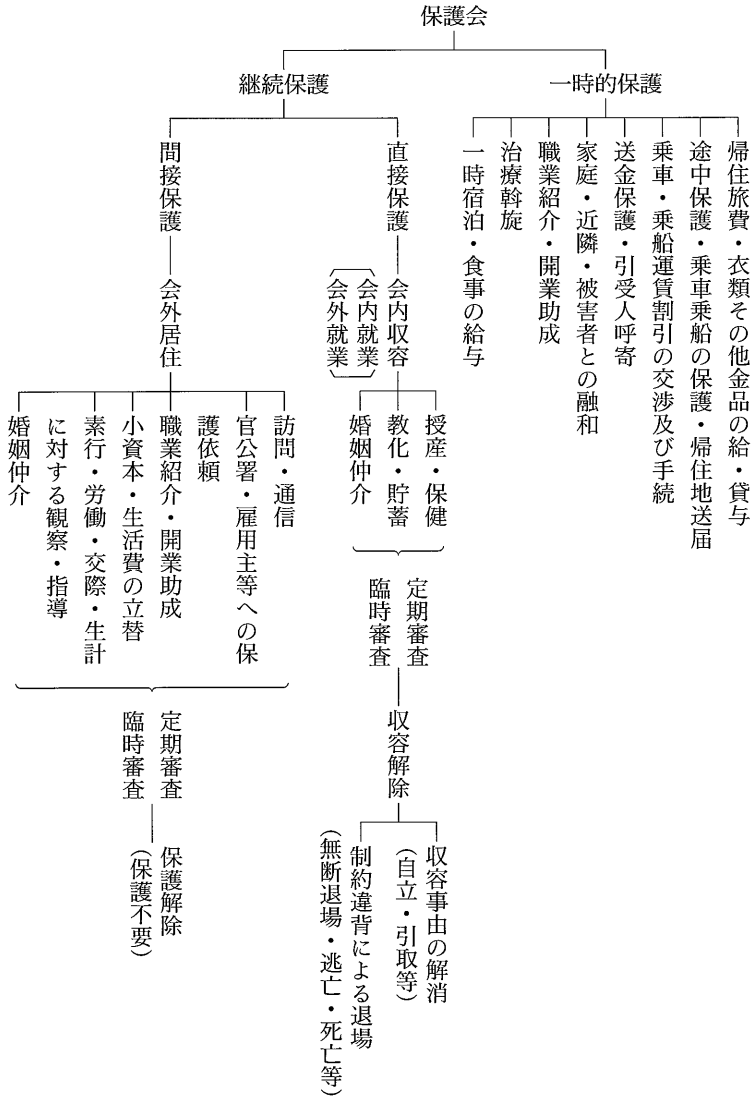 保護会
一時的保護
帰住旅費・衣類その他金品の給・貸与
途中保護・乗車乗船の保護・帰住地送届
乗車・乗船運賃割引の交渉及び手続
送金保護・引受人呼寄
家庭・近隣・被害者との融和
職業紹介・開業助成
治療斡旋
一時宿泊・食事の給与
継続保護
直接保護
会内収容
会内就業
会外就業
授産・保健
教化・貯蓄
婚姻仲介
定期審査
臨時審査
収容解除
収容事由の解消
(自立・引取等)
制約違背による退場
(無断退場・逃亡・死亡等)
間接保護
会外居住
訪問・通信
官公署・雇用主等への保
護依頼
職業紹介・開業助成
小資本・生活費の立替
素行・労働・交際・生計
に対する観察・指導
婚姻仲介
定期審査
臨時審査
保護解除
(保護不要)